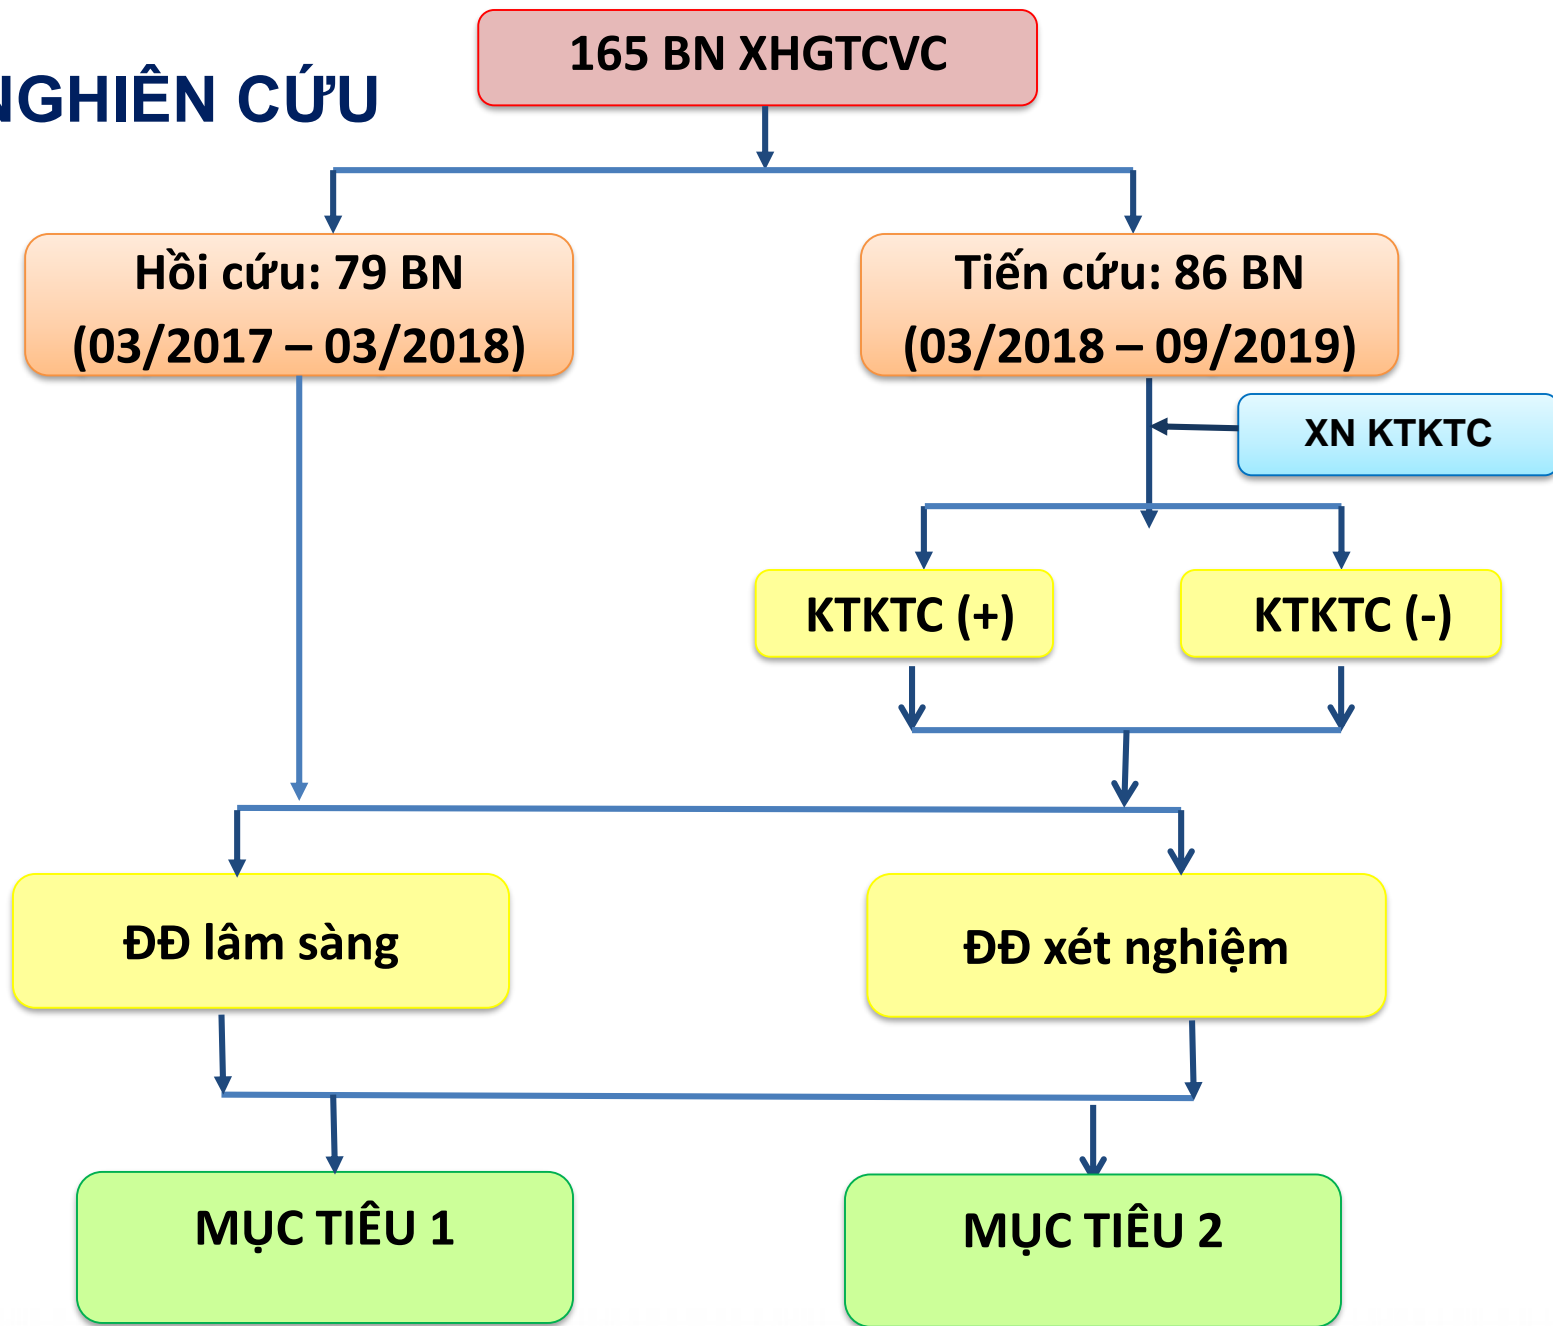 165 BN XHGTCVC
NGHIÊN CỨU
Hồi cứu: 79 BN
(03/2017 – 03/2018)
Tiến cứu: 86 BN
(03/2018 – 09/2019)
XN KTKTC
KTKTC (+)
KTKTC (-)
ĐĐ lâm sàng
ĐĐ xét nghiệm
MỤC TIÊU 1
MỤC TIÊU 2